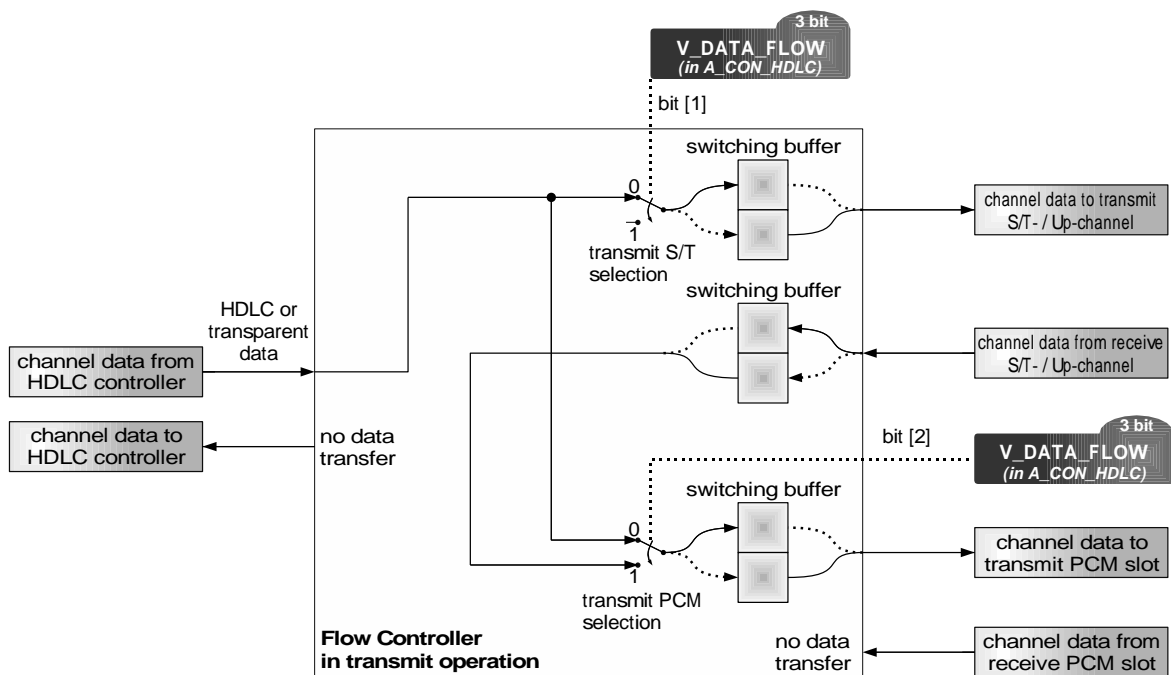 3 bit
V_DATA_FLOW
(in A_CON_HDLC)
bit [1]
switching buffer
0
1
transmit S/T
selection
channel data to transmit
S/T- / Up-channel
switching buffer
HDLC or
transparent
data
channel data from
HDLC controller
channel data from receive
S/T- / Up-channel
channel data to
HDLC controller
no data
transfer
bit [2]
3 bit
V_DATA_FLOW
(in A_CON_HDLC)
switching buffer
0
1
transmit PCM
selection
channel data to
transmit PCM slot
Flow Controller
in transmit operation
no data
transfer
channel data from
receive PCM slot